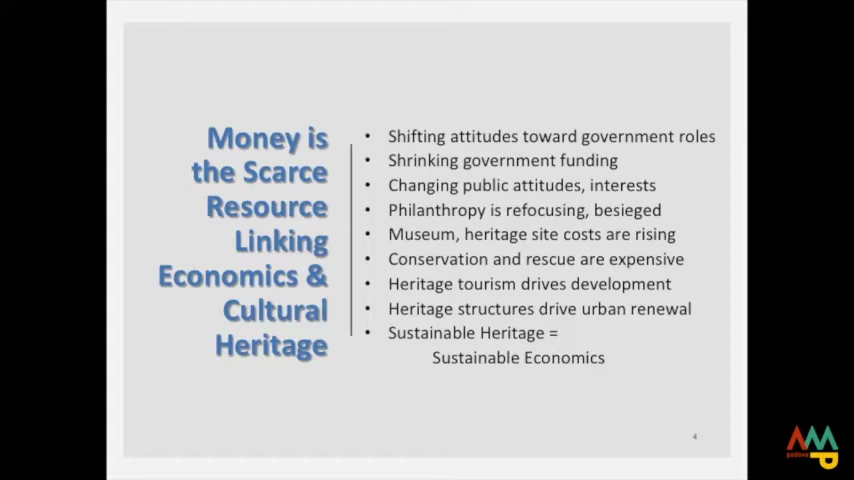 Money is
the Scarce
Resource
Linking
Economics &
Cultural
Heritage
• Shifting attitudes toward government roles
• Shrinking government funding
• Changing public attitudes, interests
• Philanthropy is refocusing, besieged
• Museum, heritage site costs are rising
• Conservation and rescue are expensive
• Heritage tourism drives development
• Heritage structures drive urban renewal
• Sustainable Heritage =
Sustainable Economics
4
padova